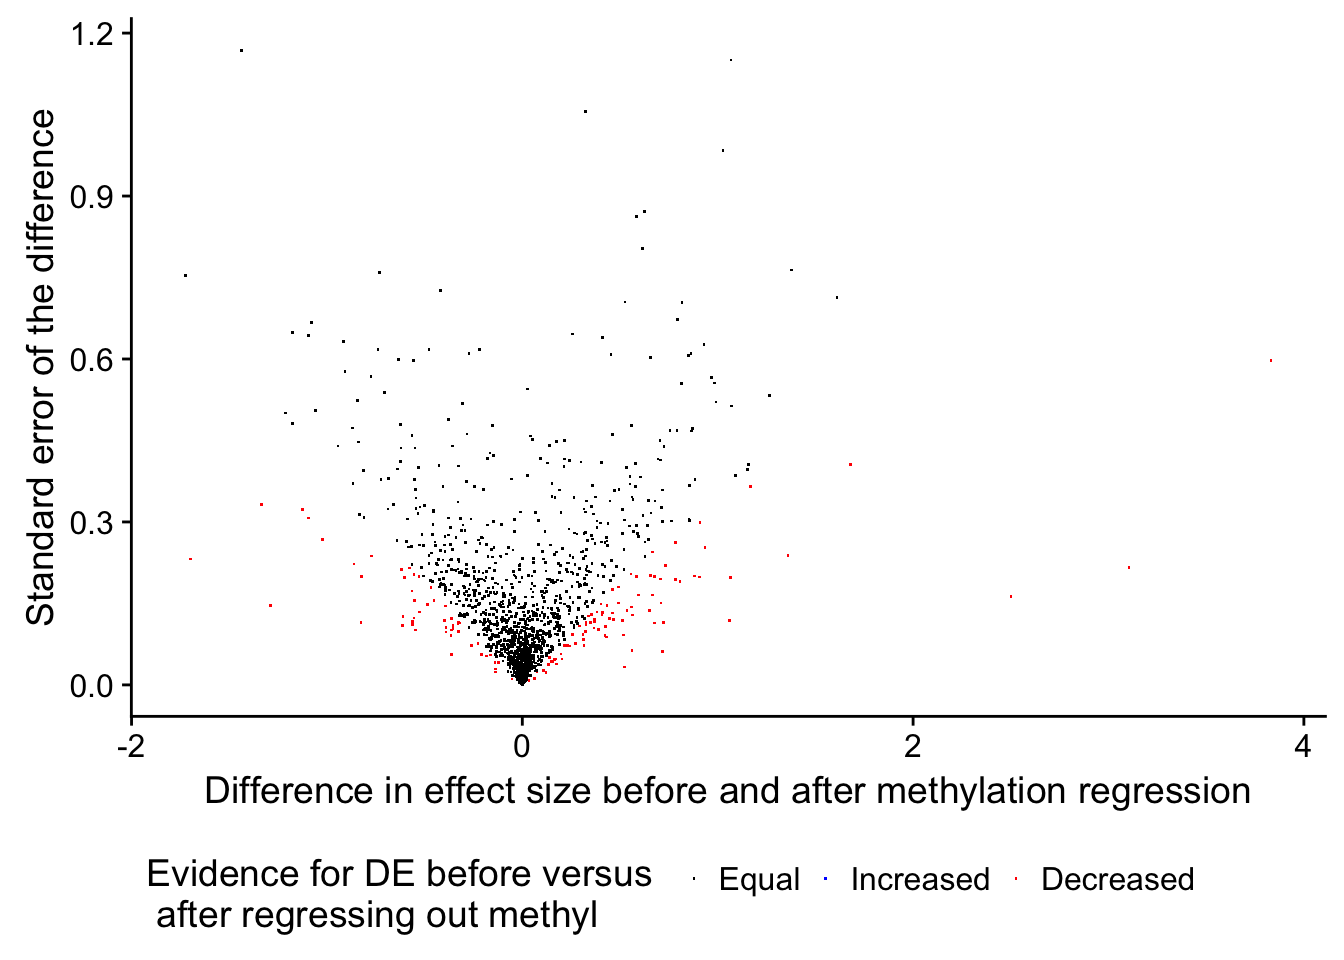 1.2
0.9
0.6
0.3
0.0
Standard error of the difference
-2
0
2
4
Difference in effect size before and after methylation regression
Evidence for DE before versus
after regressing out methyl
Equal
Increased
Decreased